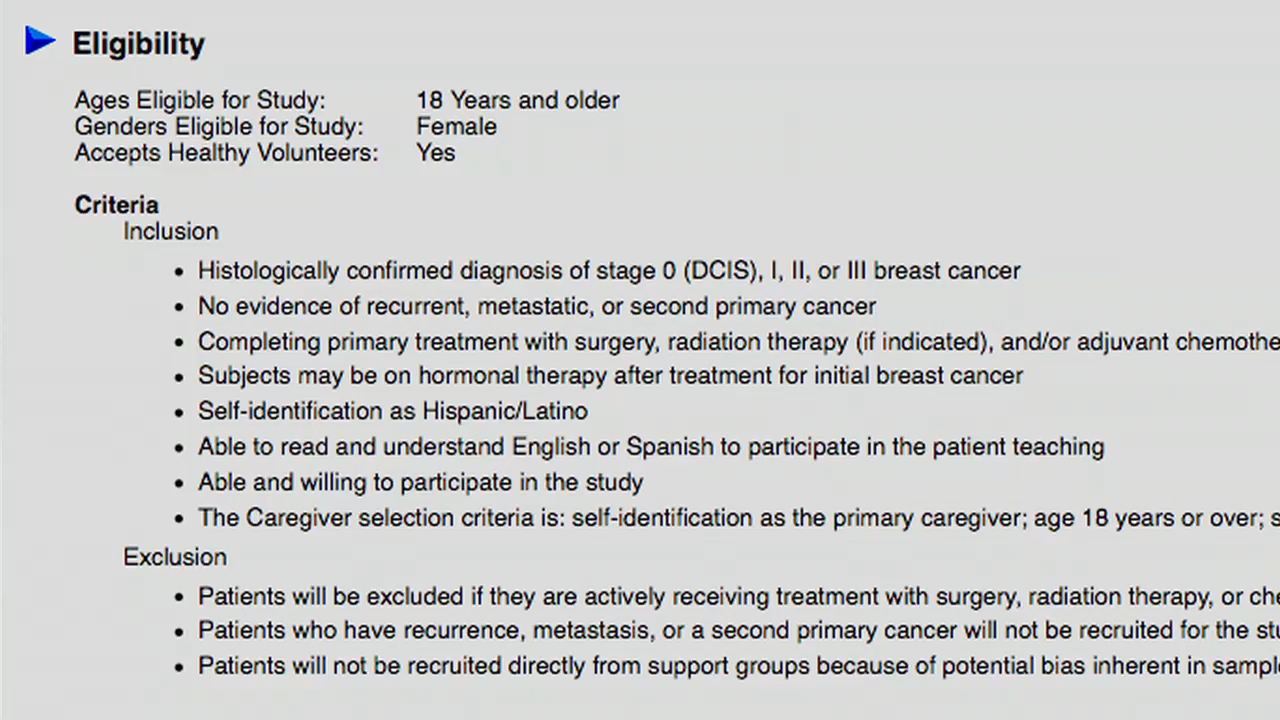 Eligibility
Ages Eligible for Study: 18 Years and older
Genders Eligible for Study: Female
Accepts Healthy Volunteers: Yes
Criteria
Inclusion
• Histologically confirmed diagnosis of stage 0 (DCIS), I, II, or III breast cancer
• No evidence of recurrent, metastatic, or second primary cancer
• Completing primary treatment with surgery, radiation therapy (if indicated), and/or adjuvant chemothe
• Subjects may be on hormonal therapy after treatment for initial breast cancer
• Self-identification as Hispanic/Latino
• Able to read and understand English or Spanish to participate in the patient teaching
• Able and willing to participate in the study
• The Caregiver selection criteria is: self-identification as the primary caregiver; age 18 years or over; s
Exclusion
• Patients will be excluded if they are actively receiving treatment with surgery, radiation therapy, or che
• Patients who have recurrence, metastasis, or a second primary cancer will not be recruited for the stu
• Patients will not be recruited directly from support groups because of potential bias inherent in sampl